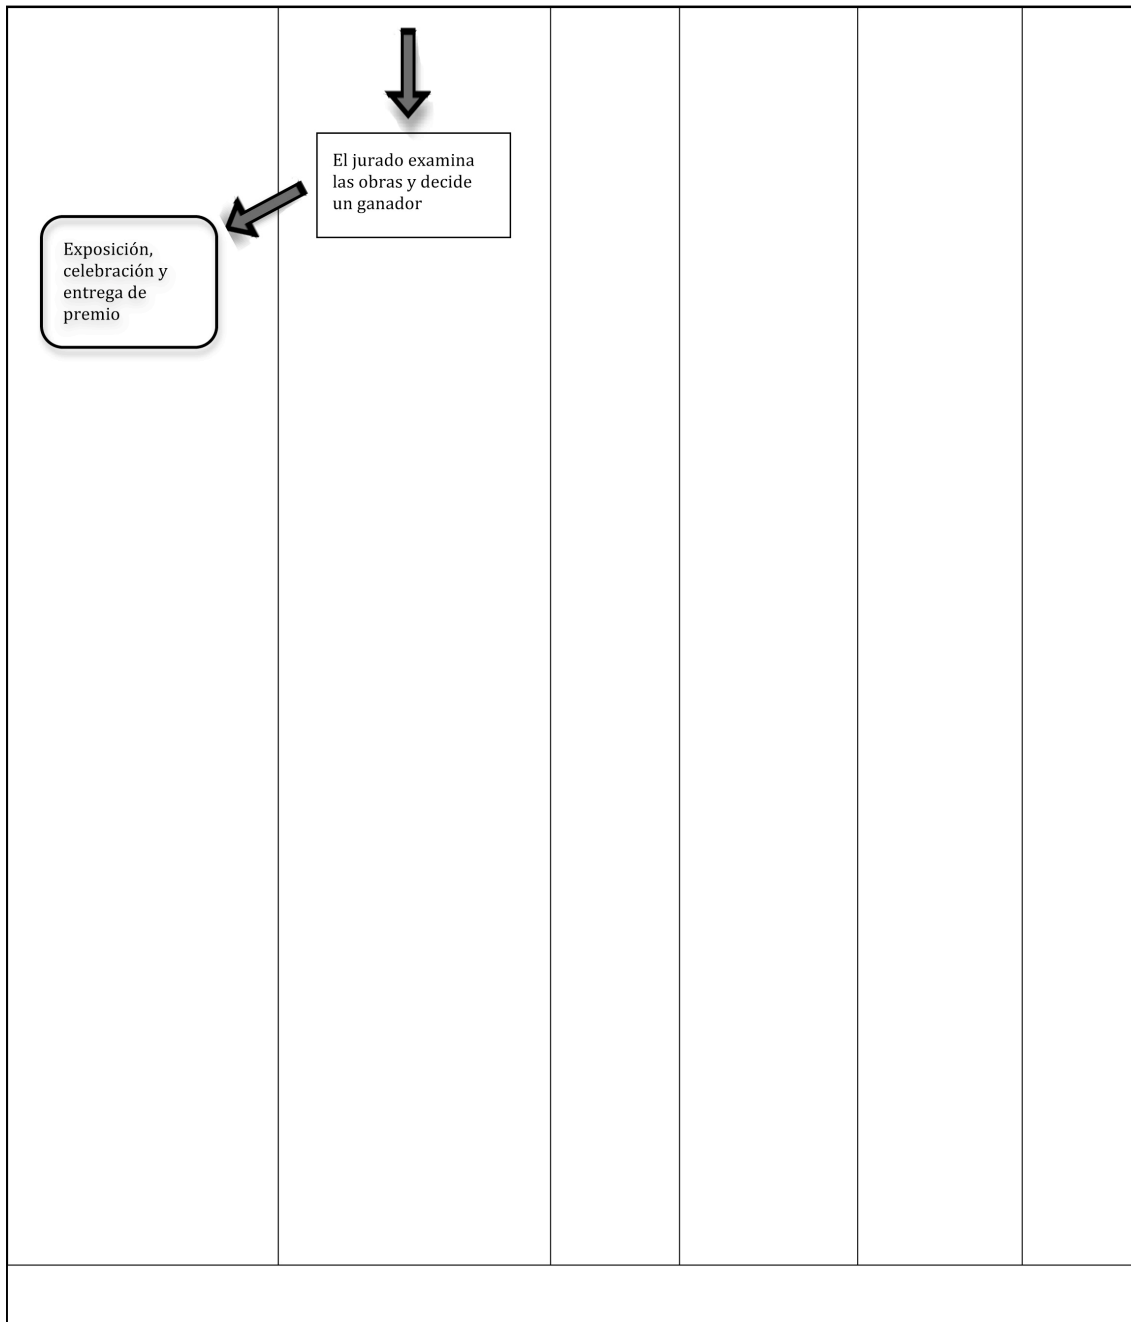 El jurado examina
las obras y decide
un ganador
Exposición,
celebración y
entrega de
premio